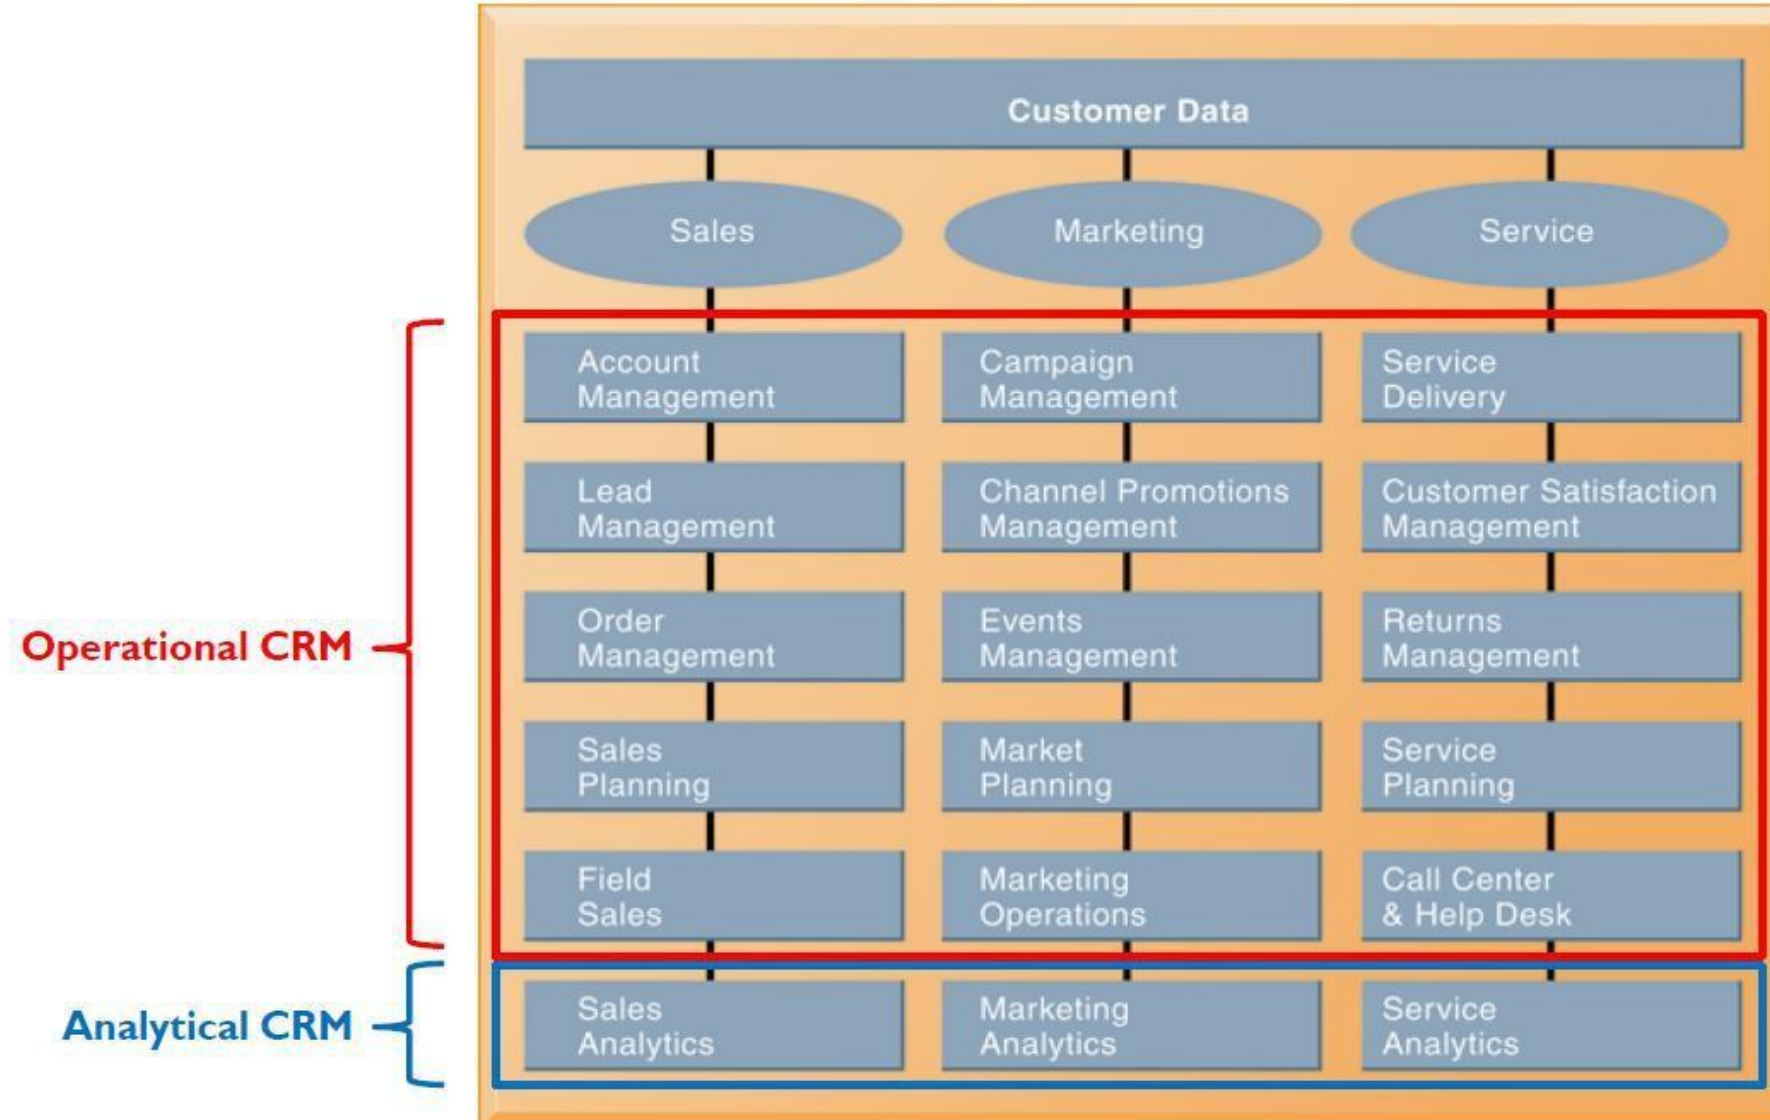 Customer Data
Sales
Marketing
Service
Operational CRM
Account
Management
Campaign
Management
Service
Delivery
Lead
Management
Channel Promotions
Management
Customer Satisfaction
Management
Order
Management
Events
Management
Returns
Management
Sales
Planning
Market
Planning
Service
Planning
Field
Sales
Marketing
Operations
Call Center
& Help Desk
Analytical CRM
Sales
Analytics
Marketing
Analytics
Service
Analytics